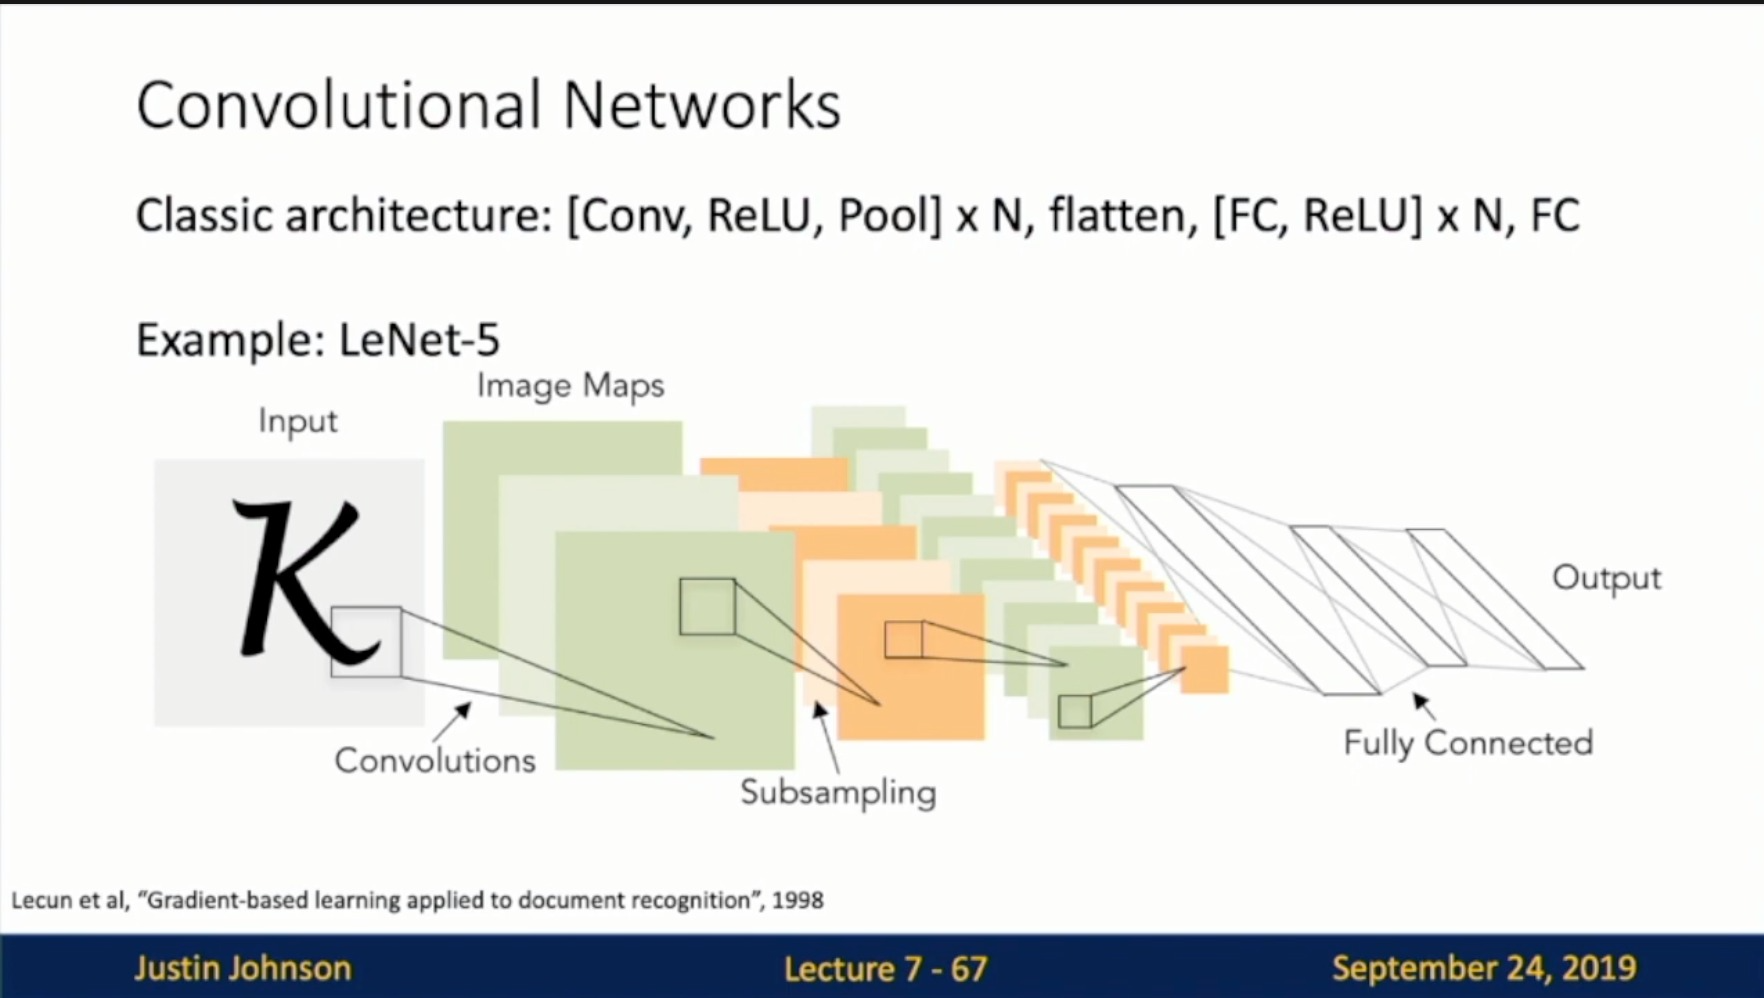 Convolutional Networks
Classic architecture: [Conv, ReLU, Pool] x N, flatten, [FC, ReLU] x N, FC
Example: LeNet-5
Image Maps
Input
K
Output
Fully Connected
Convolutions
Subsampling
Lecun et al, “Gradient-based learning applied to document recognition”, 1998
Justin Johnson
Lecture 7 - 67
September 24, 2019